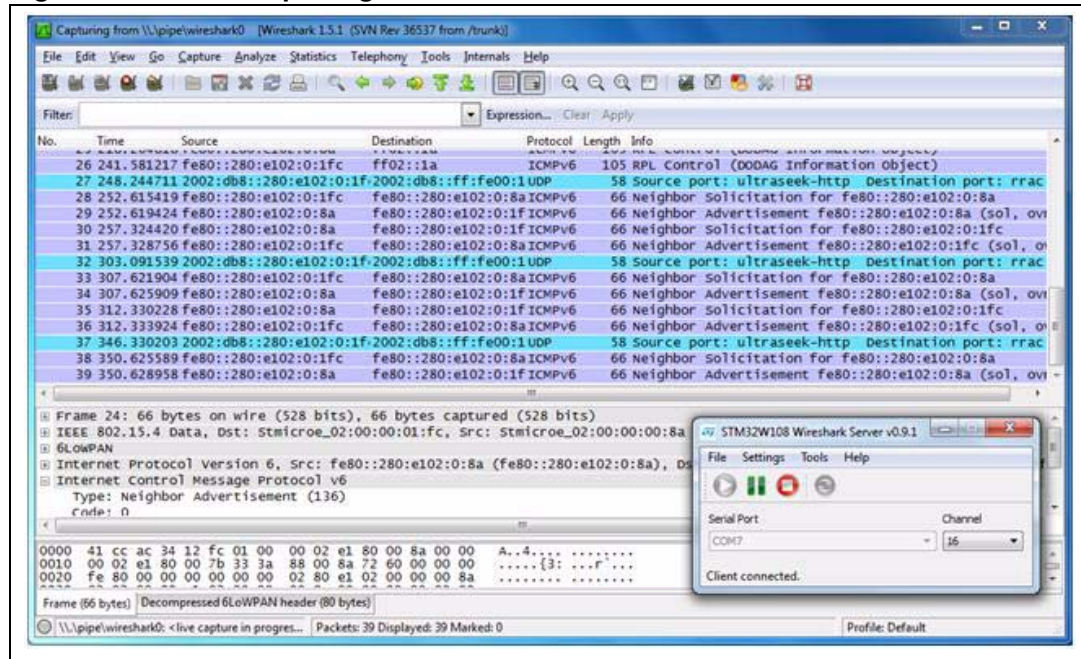 Capturing from \\.\pipe\wireshark0 [Wireshark 1.5.1 (SVN Rev 36537 from /trunk)]
File Edit View Go Capture Analyze Statistics Telephony Tools Internals Help
Filter: Expression... Clear Apply
No. Time Source Destination Protocol Length Info
26 241.581217 fe80::280:e102:0:1fc ff02::1a ICMPv6 105 RPL Control (DODAG Information Object)
27 248.244711 2002:db8::280:e102:0:1f 2002:db8::ff:fe00:1 UDP 58 Source port: ultraseek-http Destination port: rrac
28 252.615419 fe80::280:e102:0:1fc fe80::280:e102:0:8a ICMPv6 66 Neighbor Solicitation for fe80::280:e102:0:8a
29 252.619424 fe80::280:e102:0:8a fe80::280:e102:0:1f ICMPv6 66 Neighbor Advertisement fe80::280:e102:0:8a (sol, ovr
30 257.324420 fe80::280:e102:0:8a fe80::280:e102:0:1f ICMPv6 66 Neighbor Solicitation for fe80::280:e102:0:1fc
31 257.328756 fe80::280:e102:0:1fc fe80::280:e102:0:8a ICMPv6 66 Neighbor Advertisement fe80::280:e102:0:1fc (sol, o
32 303.091539 2002:db8::280:e102:0:1f 2002:db8::ff:fe00:1 UDP 58 Source port: ultraseek-http Destination port: rrac
33 307.621904 fe80::280:e102:0:1fc fe80::280:e102:0:8a ICMPv6 66 Neighbor Solicitation for fe80::280:e102:0:8a
34 307.625909 fe80::280:e102:0:8a fe80::280:e102:0:1f ICMPv6 66 Neighbor Advertisement fe80::280:e102:0:8a (sol, ovr
35 312.330228 fe80::280:e102:0:8a fe80::280:e102:0:1f ICMPv6 66 Neighbor Solicitation for fe80::280:e102:0:1fc
36 312.333924 fe80::280:e102:0:1fc fe80::280:e102:0:8a ICMPv6 66 Neighbor Advertisement fe80::280:e102:0:1fc (sol, o
37 346.330203 2002:db8::280:e102:0:1f 2002:db8::ff:fe00:1 UDP 58 Source port: ultraseek-http Destination port: rrac
38 350.625589 fe80::280:e102:0:1fc fe80::280:e102:0:8a ICMPv6 66 Neighbor Solicitation for fe80::280:e102:0:8a
39 350.628958 fe80::280:e102:0:8a fe80::280:e102:0:1f ICMPv6 66 Neighbor Advertisement fe80::280:e102:0:8a (sol, ovr
Frame 24: 66 bytes on wire (528 bits), 66 bytes captured (528 bits)
IEEE 802.15.4 Data, Dst: Stmicroe_02:00:00:01:fc, Src: Stmicroe_02:00:00:00:8a
6LoWPAN
Internet Protocol Version 6, Src: fe80::280:e102:0:8a (fe80::280:e102:0:8a), Ds
Internet Control Message Protocol v6
Type: Neighbor Advertisement (136)
Code: 0
STM32W108 Wireshark Server v0.9.1
File Settings Tools Help
Serial Port Channel
COM7 16
Client connected.
0000 41 cc ac 34 12 fc 01 00 00 02 e1 80 00 8a 00 00 A..4.... ........
0010 00 02 e1 80 00 7b 33 3a 88 00 8a 72 60 00 00 00 .....{3: ...r`...
0020 fe 80 00 00 00 00 00 00 02 80 e1 02 00 00 00 8a ........ ........
Frame (66 bytes) Decompressed 6LoWPAN header (80 bytes)
\\.\pipe\wireshark0: <live capture in progres... Packets: 39 Displayed: 39 Marked: 0 Profile: Default